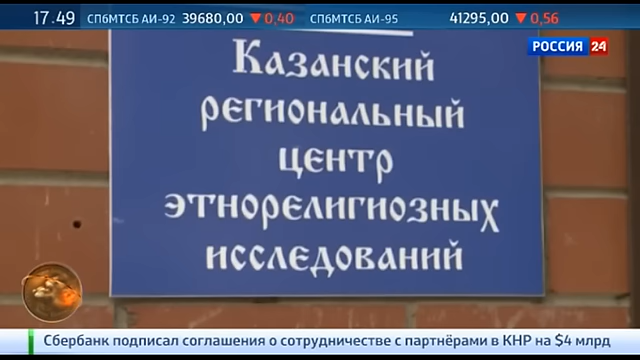 17.49 СПбМТСБ АИ-92 39680,00 ▼0,40 СПбМТСБ АИ-95 41295,00 ▼0,56
РОССИЯ 24
Казанский
региональный
центр
этнорелигиозных
исследований
Сбербанк подписал соглашения о сотрудничестве с партнёрами в КНР на $4 млрд